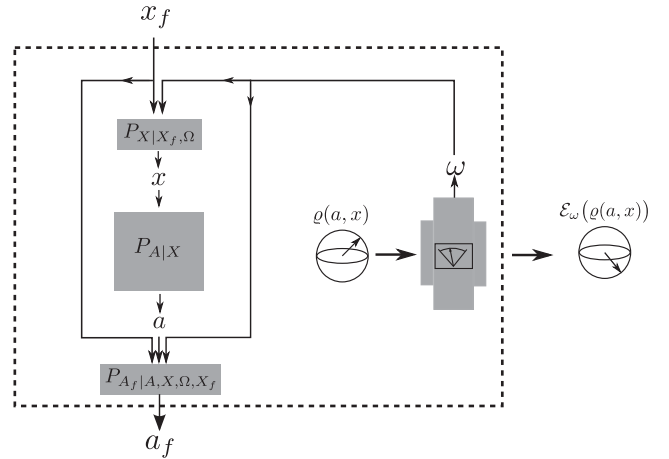 x_f
P_{X|X_f,Ω}
x
P_{A|X}
a
P_{A_f|A,X,Ω,X_f}
a_f
ω
ϱ(a, x)
ℰ_ω(ϱ(a, x))